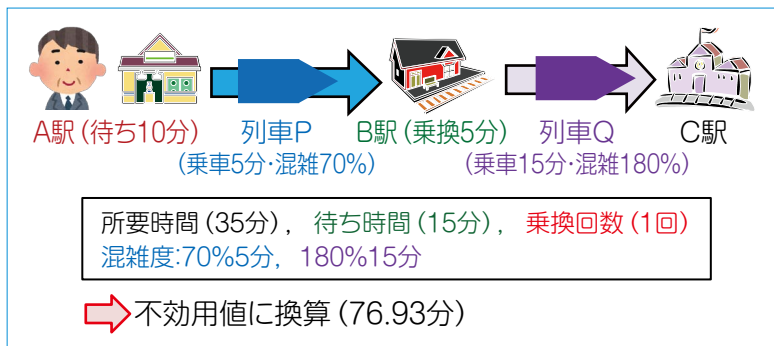 A駅(待ち10分) 列車P B駅(乗換5分) 列車Q C駅
(乗車5分·混雑70%) (乗車15分·混雑180%)
所要時間(35分), 待ち時間(15分), 乗換回数(1回)
混雑度:70%5分, 180%15分
不効用値に換算(76.93分)